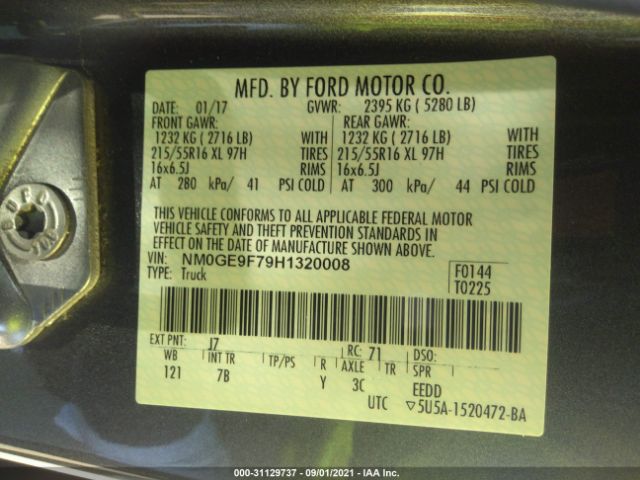 MFD. BY FORD MOTOR CO.
DATE: 01/17 GVWR: 2395 KG ( 5280 LB)
FRONT GAWR: REAR GAWR:
1232 KG ( 2716 LB) WITH 1232 KG ( 2716 LB) WITH
215/55R16 XL 97H TIRES 215/55R16 XL 97H TIRES
16x6.5J RIMS 16x6.5J RIMS
AT 280 kPa/ 41 PSI COLD AT 300 kPa/ 44 PSI COLD
THIS VEHICLE CONFORMS TO ALL APPLICABLE FEDERAL MOTOR
VEHICLE SAFETY AND THEFT PREVENTION STANDARDS IN
EFFECT ON THE DATE OF MANUFACTURE SHOWN ABOVE.
VIN: NM0GE9F79H1320008 F0144
TYPE: Truck T0225
EXT PNT: J7 RC: 71 DSO:
WB INT TR TP/PS R AXLE TR SPR
121 7B Y 3C EEDD
UTC ▽5U5A-1520472-BA
000-31129737 - 09/01/2021 - IAA Inc.